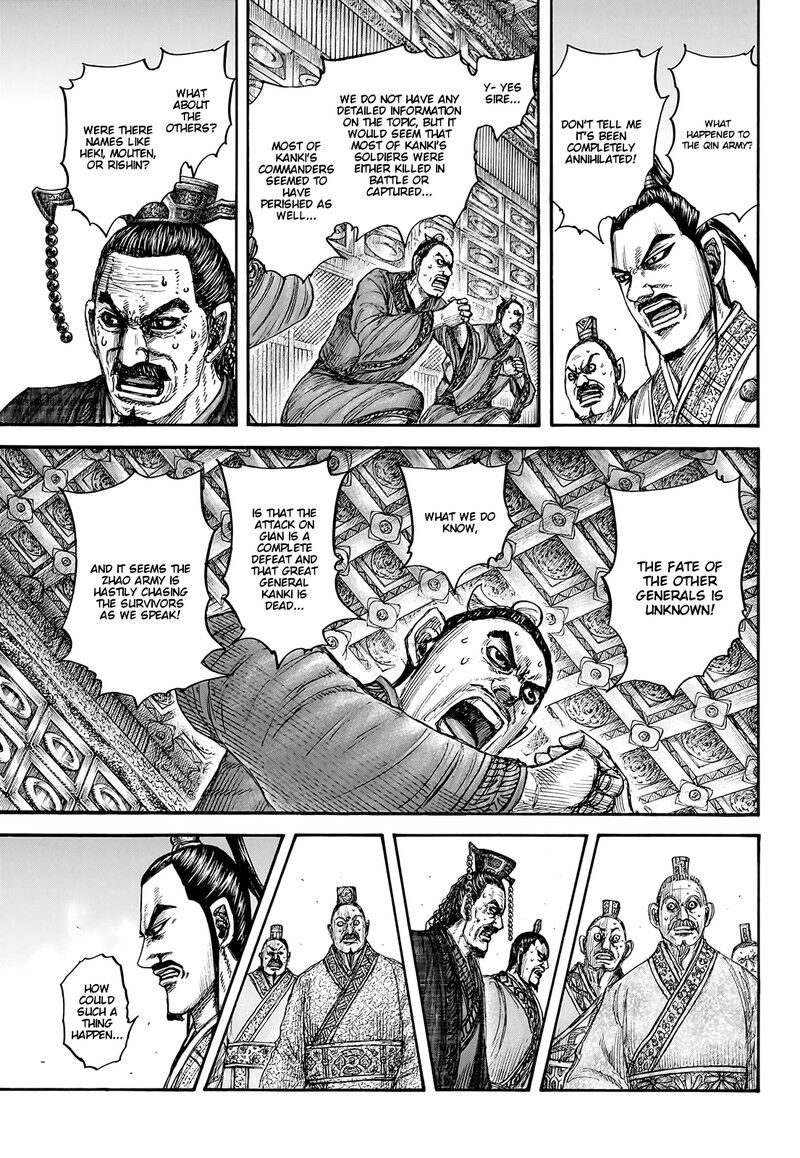 WHAT
HAPPENED TO
THE QIN ARMY?
DON'T TELL ME
IT'S BEEN
COMPLETELY
ANNIHILATED!
Y- YES
SIRE...
WE DO NOT HAVE ANY
DETAILED INFORMATION
ON THE TOPIC, BUT IT
WOULD SEEM THAT
MOST OF KANKI'S
SOLDIERS WERE
EITHER KILLED IN
BATTLE OR
CAPTURED...
MOST OF
KANKI'S
COMMANDERS
SEEMED TO
HAVE
PERISHED AS
WELL...
WHAT
ABOUT
THE
OTHERS?
WERE THERE
NAMES LIKE
HEKI, MOUTEN,
OR RISHIN?
THE FATE OF
THE OTHER
GENERALS IS
UNKNOWN!
WHAT WE DO
KNOW,
IS THAT THE
ATTACK ON
GIAN IS A
COMPLETE
DEFEAT AND
THAT GREAT
GENERAL
KANKI IS
DEAD...
AND IT SEEMS THE
ZHAO ARMY IS
HASTILY CHASING
THE SURVIVORS
AS WE SPEAK!
HOW
COULD
SUCH A
THING
HAPPEN...